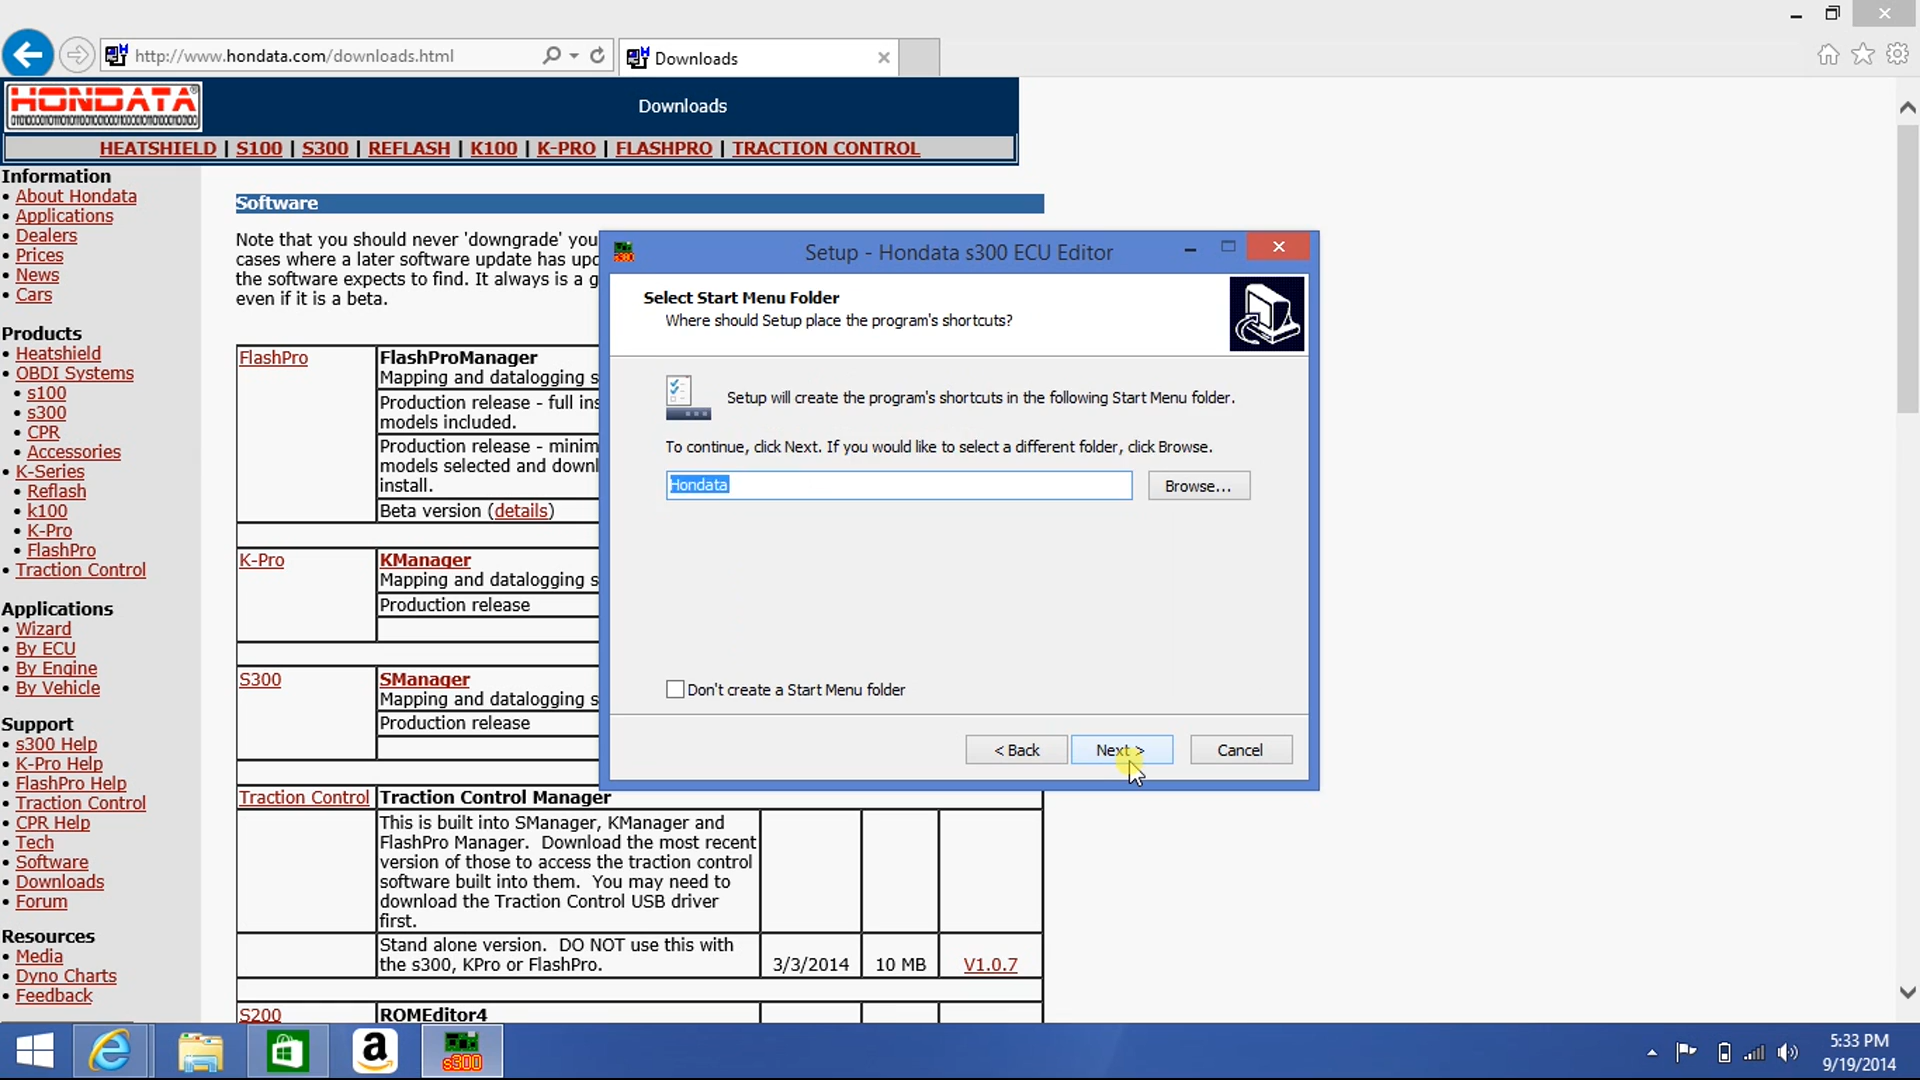 http://www.hondata.com/downloads.html
Downloads
HONDATA
Downloads
HEATSHIELD | S100 | S300 | REFLASH | K100 | K-PRO | FLASHPRO | TRACTION CONTROL
Information
• About Hondata
• Applications
• Dealers
• Prices
• News
• Cars
Products
• Heatshield
• OBDI Systems
• s100
• s300
• CPR
• Accessories
• K-Series
• Reflash
• k100
• K-Pro
• FlashPro
• Traction Control
Applications
• Wizard
• By ECU
• By Engine
• By Vehicle
Support
• s300 Help
• K-Pro Help
• FlashPro Help
• Traction Control
• CPR Help
• Tech
• Software
• Downloads
• Forum
Resources
• Media
• Dyno Charts
• Feedback
Software
Note that you should never 'downgrade' you
cases where a later software update has upd
the software expects to find. It always is a g
even if it is a beta.
FlashPro
FlashProManager
Mapping and datalogging s
Production release - full ins
models included.
Production release - minim
models selected and downl
install.
Beta version (details)
K-Pro
KManager
Mapping and datalogging s
Production release
S300
SManager
Mapping and datalogging s
Production release
Traction Control
Traction Control Manager
This is built into SManager, KManager and
FlashPro Manager. Download the most recent
version of those to access the traction control
software built into them. You may need to
download the Traction Control USB driver
first.
Stand alone version. DO NOT use this with
the s300, KPro or FlashPro.
3/3/2014
10 MB
V1.0.7
S200
ROMEditor4
Setup - Hondata s300 ECU Editor
Select Start Menu Folder
Where should Setup place the program's shortcuts?
Setup will create the program's shortcuts in the following Start Menu folder.
To continue, click Next. If you would like to select a different folder, click Browse.
Hondata
Browse...
Don't create a Start Menu folder
< Back
Next >
Cancel
s300
5:33 PM
9/19/2014